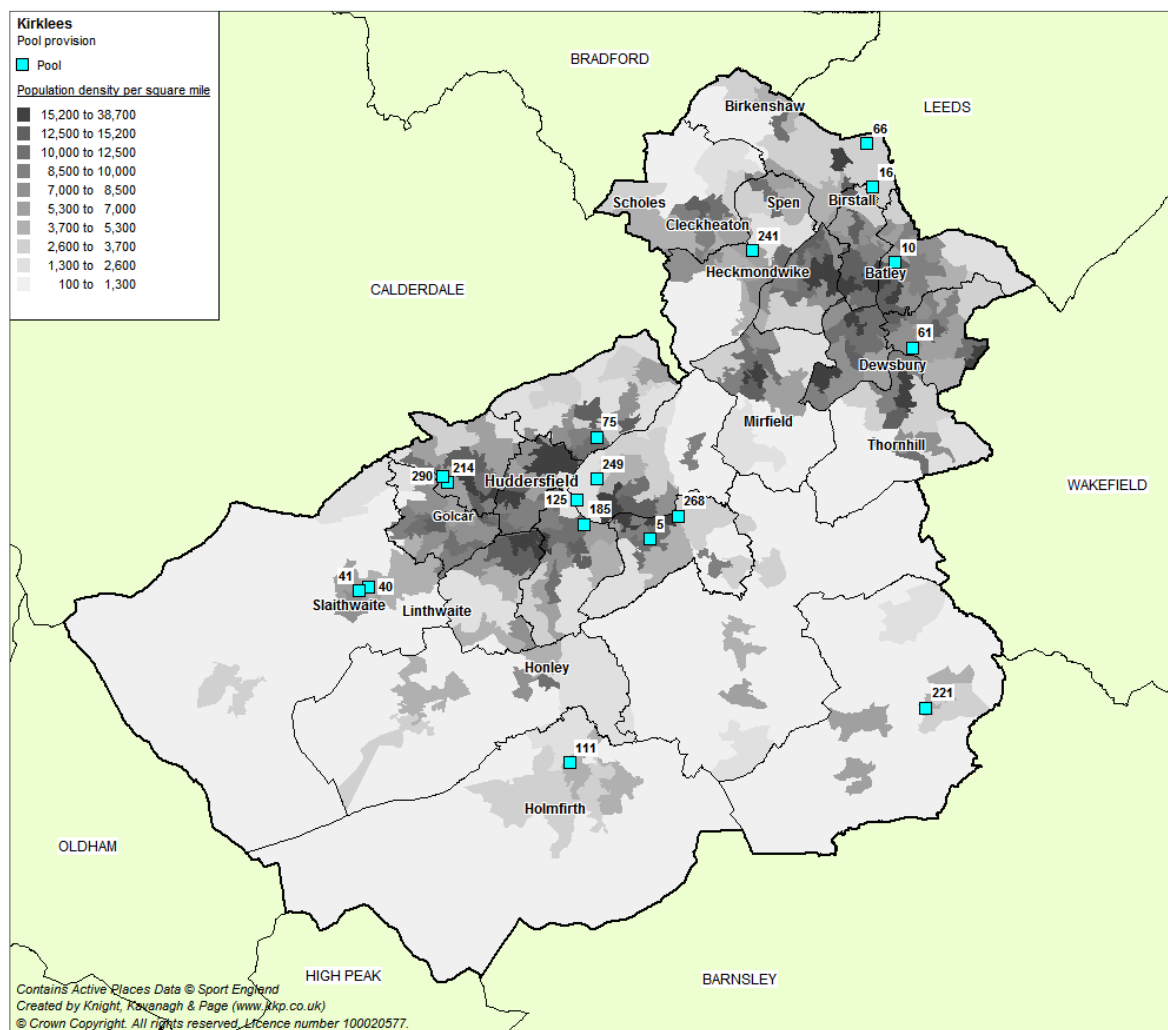 Kirklees
Pool provision
Pool
Population density per square mile
15,200 to 38,700
12,500 to 15,200
10,000 to 12,500
8,500 to 10,000
7,000 to 8,500
5,300 to 7,000
3,700 to 5,300
2,600 to 3,700
1,300 to 2,600
100 to 1,300
BRADFORD
LEEDS
Birkenshaw
66
16
Scholes
Spen
Birstall
Cleckheaton
241
10
Heckmondwike
Batley
CALDERDALE
61
Dewsbury
75
Mirfield
Thornhill
290
214
249
Huddersfield
WAKEFIELD
125
268
185
Golcar
5
41
40
Slaithwaite
Linthwaite
Honley
221
111
Holmfirth
OLDHAM
HIGH PEAK
BARNSLEY
Contains Active Places Data © Sport England
Created by Knight, Kavanagh & Page (www.kkp.co.uk)
© Crown Copyright. All rights reserved. Licence number 100020577.